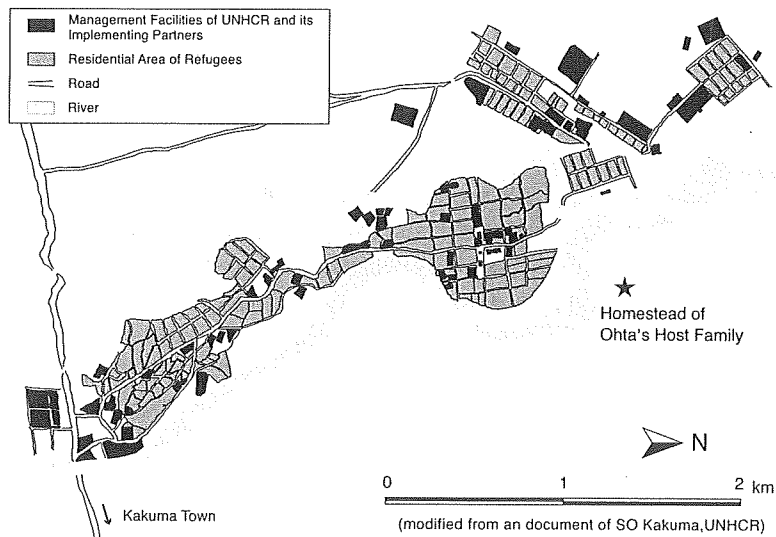 Management Facilities of UNHCR and its
Implementing Partners
Residential Area of Refugees
Road
River
Homestead of
Ohta's Host Family
N
0 1 2 km
Kakuma Town
(modified from an document of SO Kakuma,UNHCR)